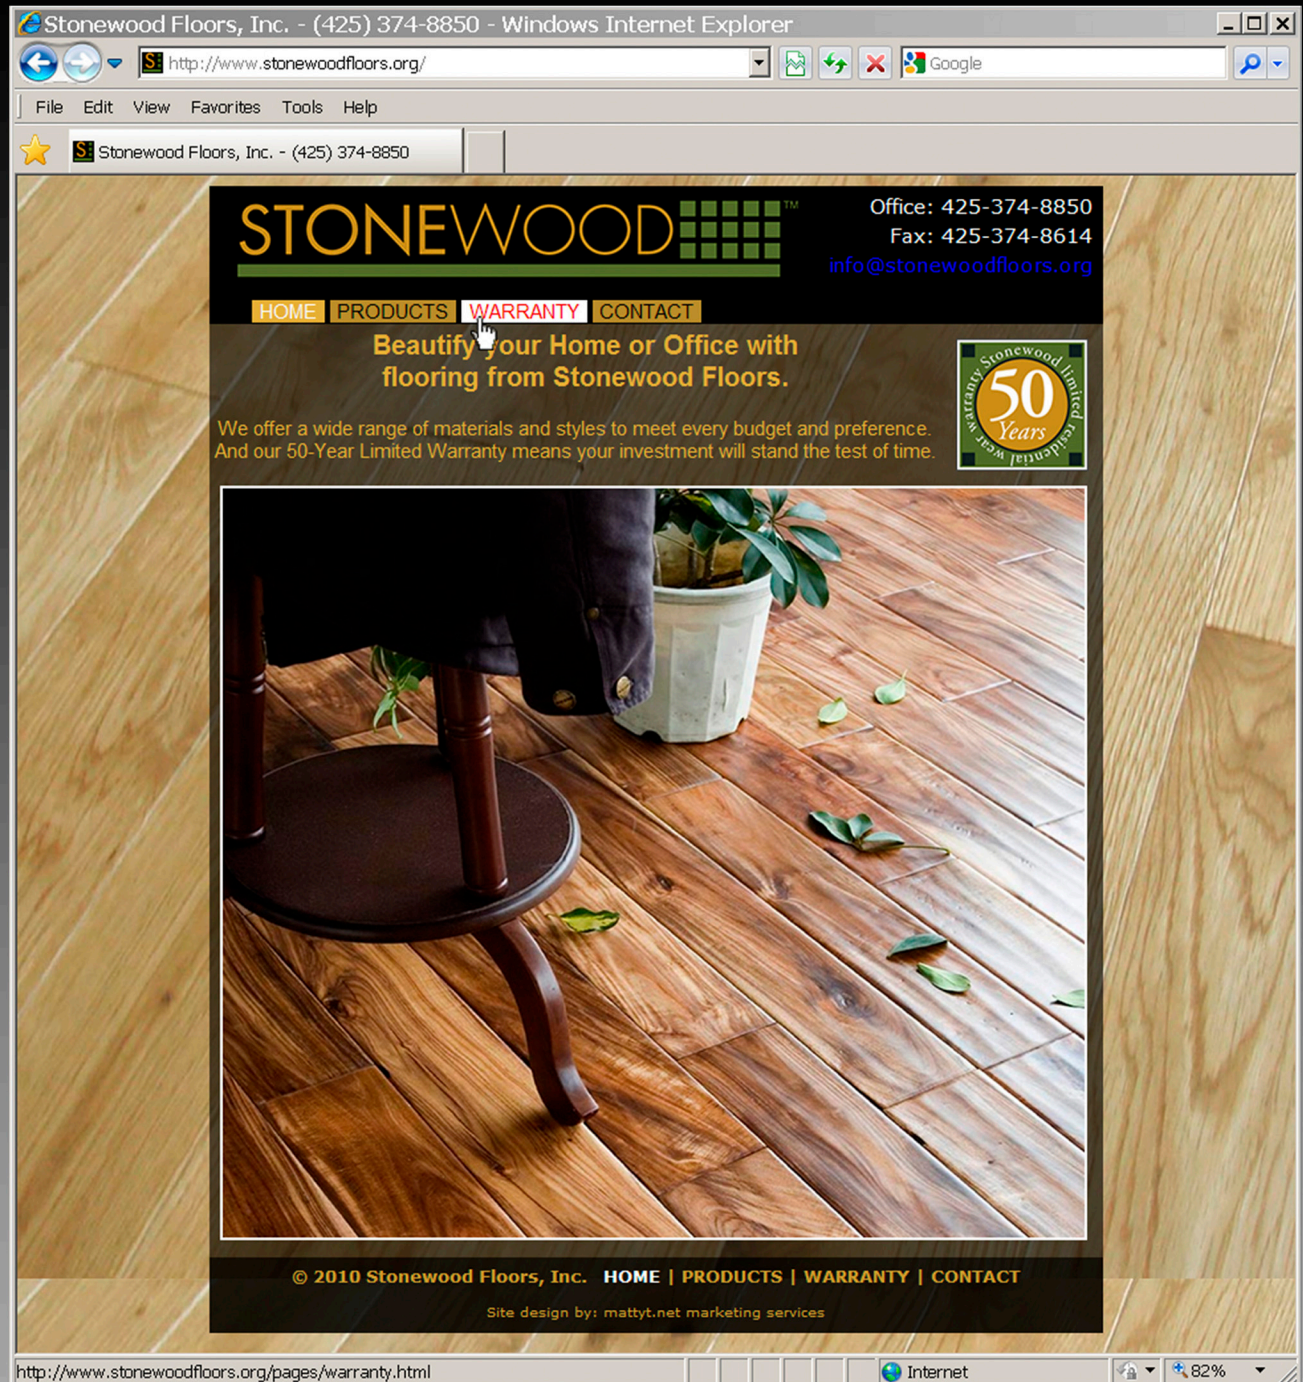 Stonewood Floors, Inc. - (425) 374-8850 - Windows Internet Explorer
http://www.stonewoodfloors.org/
Google
File Edit View Favorites Tools Help
Stonewood Floors, Inc. - (425) 374-8850
STONEWOOD™
Office: 425-374-8850
Fax: 425-374-8614
info@stonewoodfloors.org
HOME PRODUCTS WARRANTY CONTACT
Beautify your Home or Office with
flooring from Stonewood Floors.
We offer a wide range of materials and styles to meet every budget and preference.
And our 50-Year Limited Warranty means your investment will stand the test of time.
Stonewood limited residential wear warranty
50
Years
© 2010 Stonewood Floors, Inc. HOME | PRODUCTS | WARRANTY | CONTACT
Site design by: mattyt.net marketing services
http://www.stonewoodfloors.org/pages/warranty.html
Internet
82%